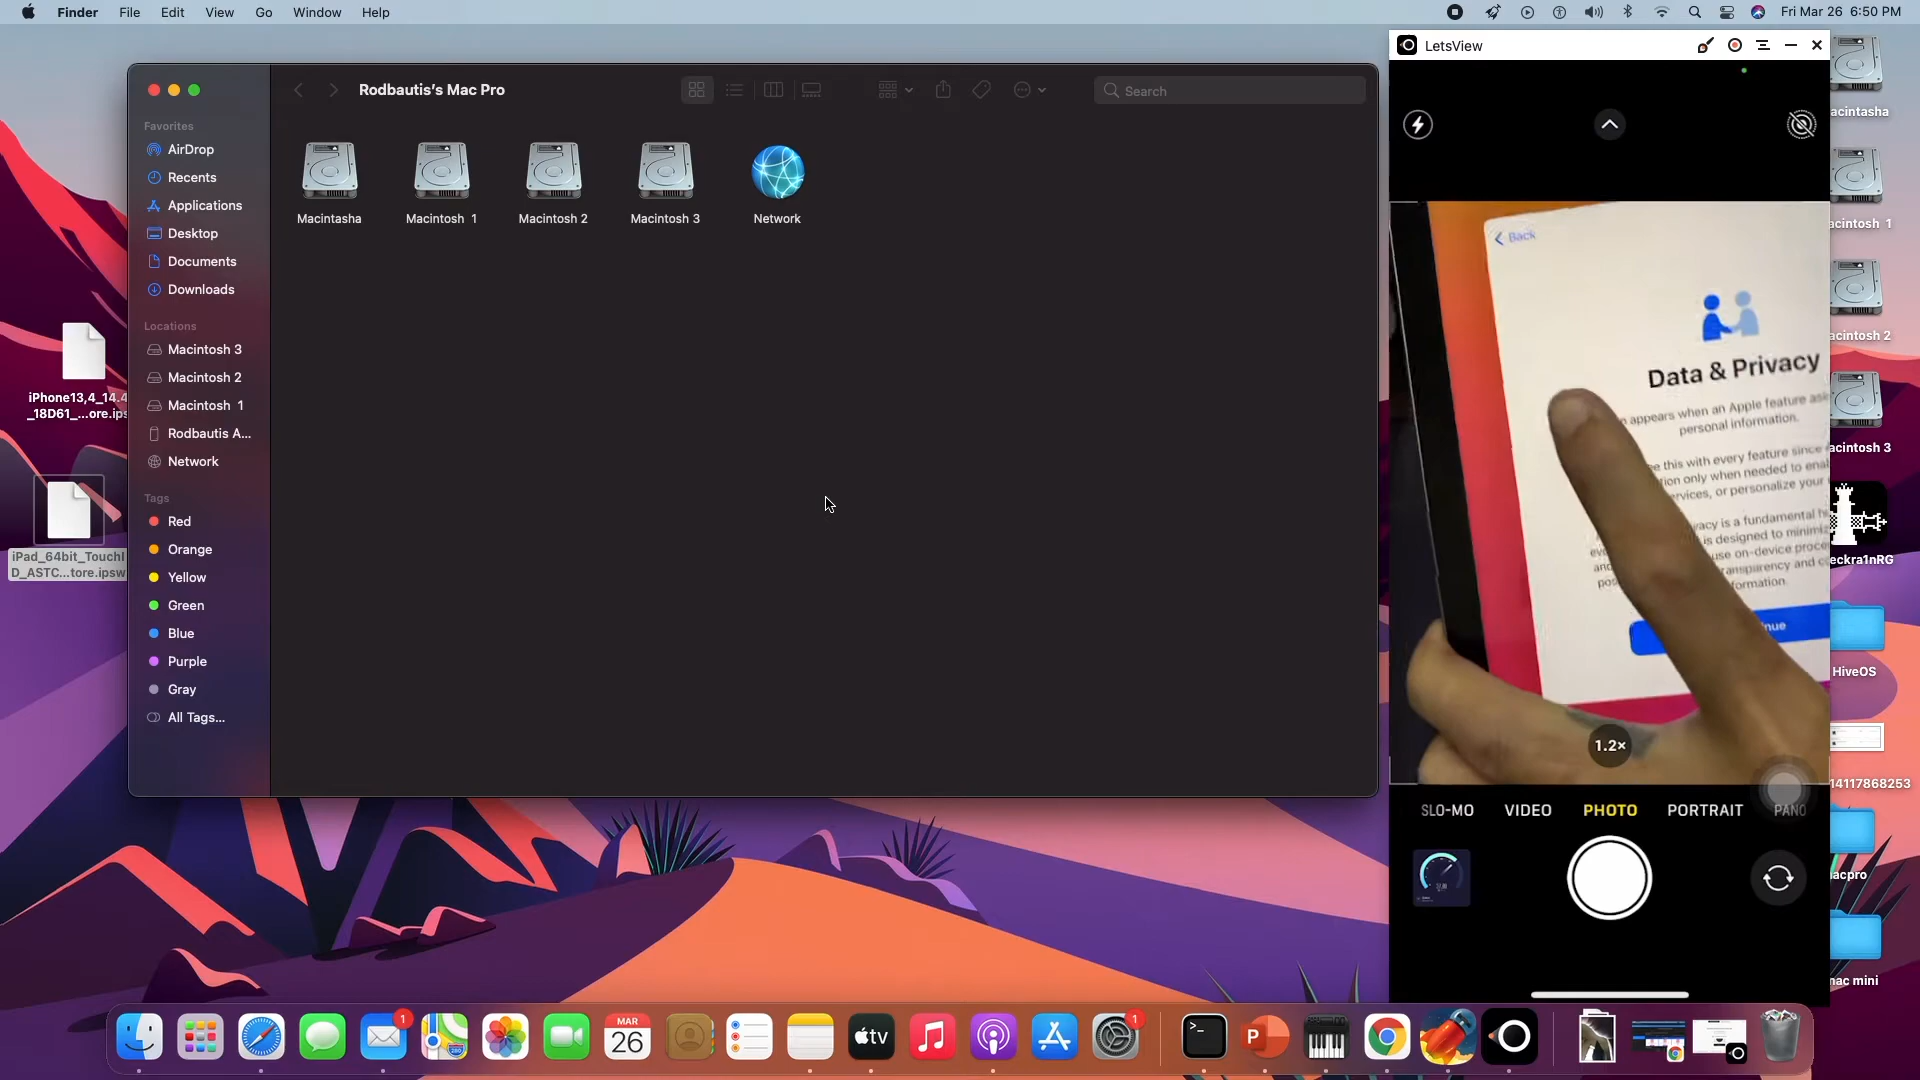 Finder File Edit View Go Window Help
Fri Mar 26 6:50 PM
LetsView
Rodbautis's Mac Pro
Search
Favorites
AirDrop
Recents
Applications
Desktop
Documents
Downloads
Locations
Macintosh 3
Macintosh 2
Macintosh 1
Rodbautis A...
Network
Tags
Red
Orange
Yellow
Green
Blue
Purple
Gray
All Tags...
Macintasha
Macintosh 1
Macintosh 2
Macintosh 3
Network
iPhone13,4_14.4
_18D61_...ore.ips
iPad_64bit_TouchI
D_ASTC...tore.ipsw
Back
Data & Privacy
appears when an Apple feature
personal information.
this with every feature since
only when needed to
or personalize your
is a fundamental
is designed to
use on-device
and
1.2×
SLO-MO VIDEO PHOTO PORTRAIT PANO
acintasha
acintosh 1
acintosh 2
acintosh 3
eckra1nRG
HiveOS
14117868253
acpro
ac mini
1
280
MAR
26
tv
1
>_
P